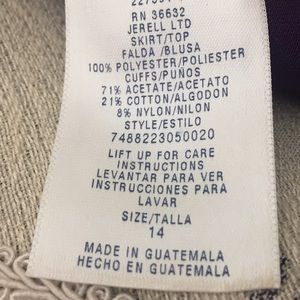 RN 36632
JERELL LTD
SKIRT/TOP
FALDA/BLUSA
100% POLYESTER/POLIESTER
CUFFS/PUÑOS
71% ACETATE/ACETATO
21% COTTON/ALGODON
8% NYLON/NILON
STYLE/ESTILO
7488223050020
LIFT UP FOR CARE
INSTRUCTIONS
LEVANTAR PARA VER
INSTRUCCIONES PARA
LAVAR
SIZE/TALLA
14
MADE IN GUATEMALA
HECHO EN GUATEMALA